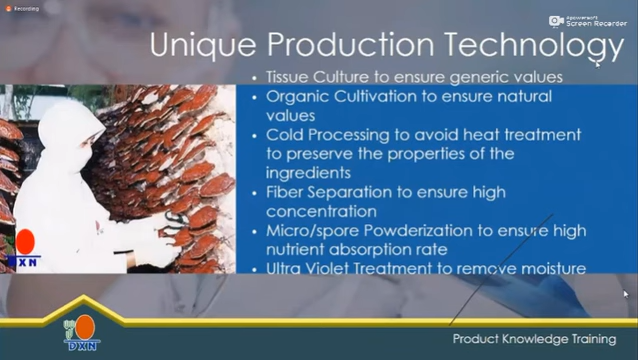 Recording
Apowersoft
Screen Recorder
Unique Production Technology
• Tissue Culture to ensure generic values
• Organic Cultivation to ensure natural
values
• Cold Processing to avoid heat treatment
to preserve the properties of the
ingredients
• Fiber Separation to ensure high
concentration
• Micro/spore Powderization to ensure high
nutrient absorption rate
• Ultra Violet Treatment to remove moisture
DXN
DXN
Product Knowledge Training